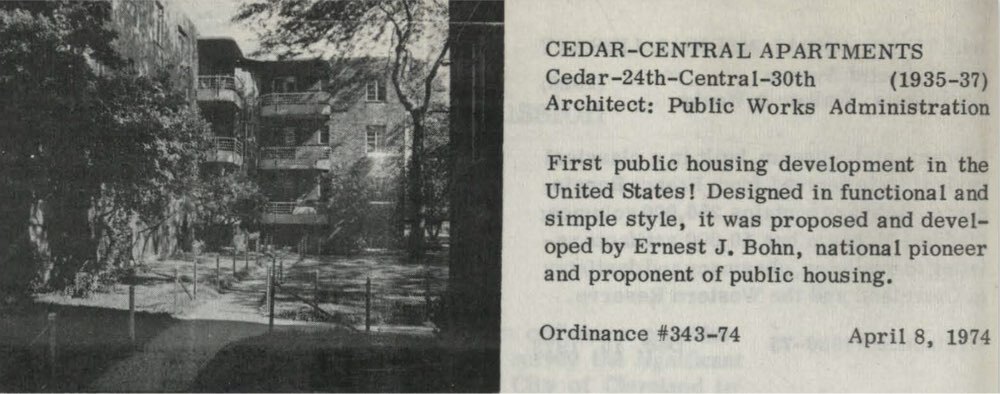 CEDAR-CENTRAL APARTMENTS
Cedar-24th-Central-30th (1935-37)
Architect: Public Works Administration
First public housing development in the
United States! Designed in functional and
simple style, it was proposed and devel-
oped by Ernest J. Bohn, national pioneer
and proponent of public housing.
Ordinance #343-74 April 8, 1974